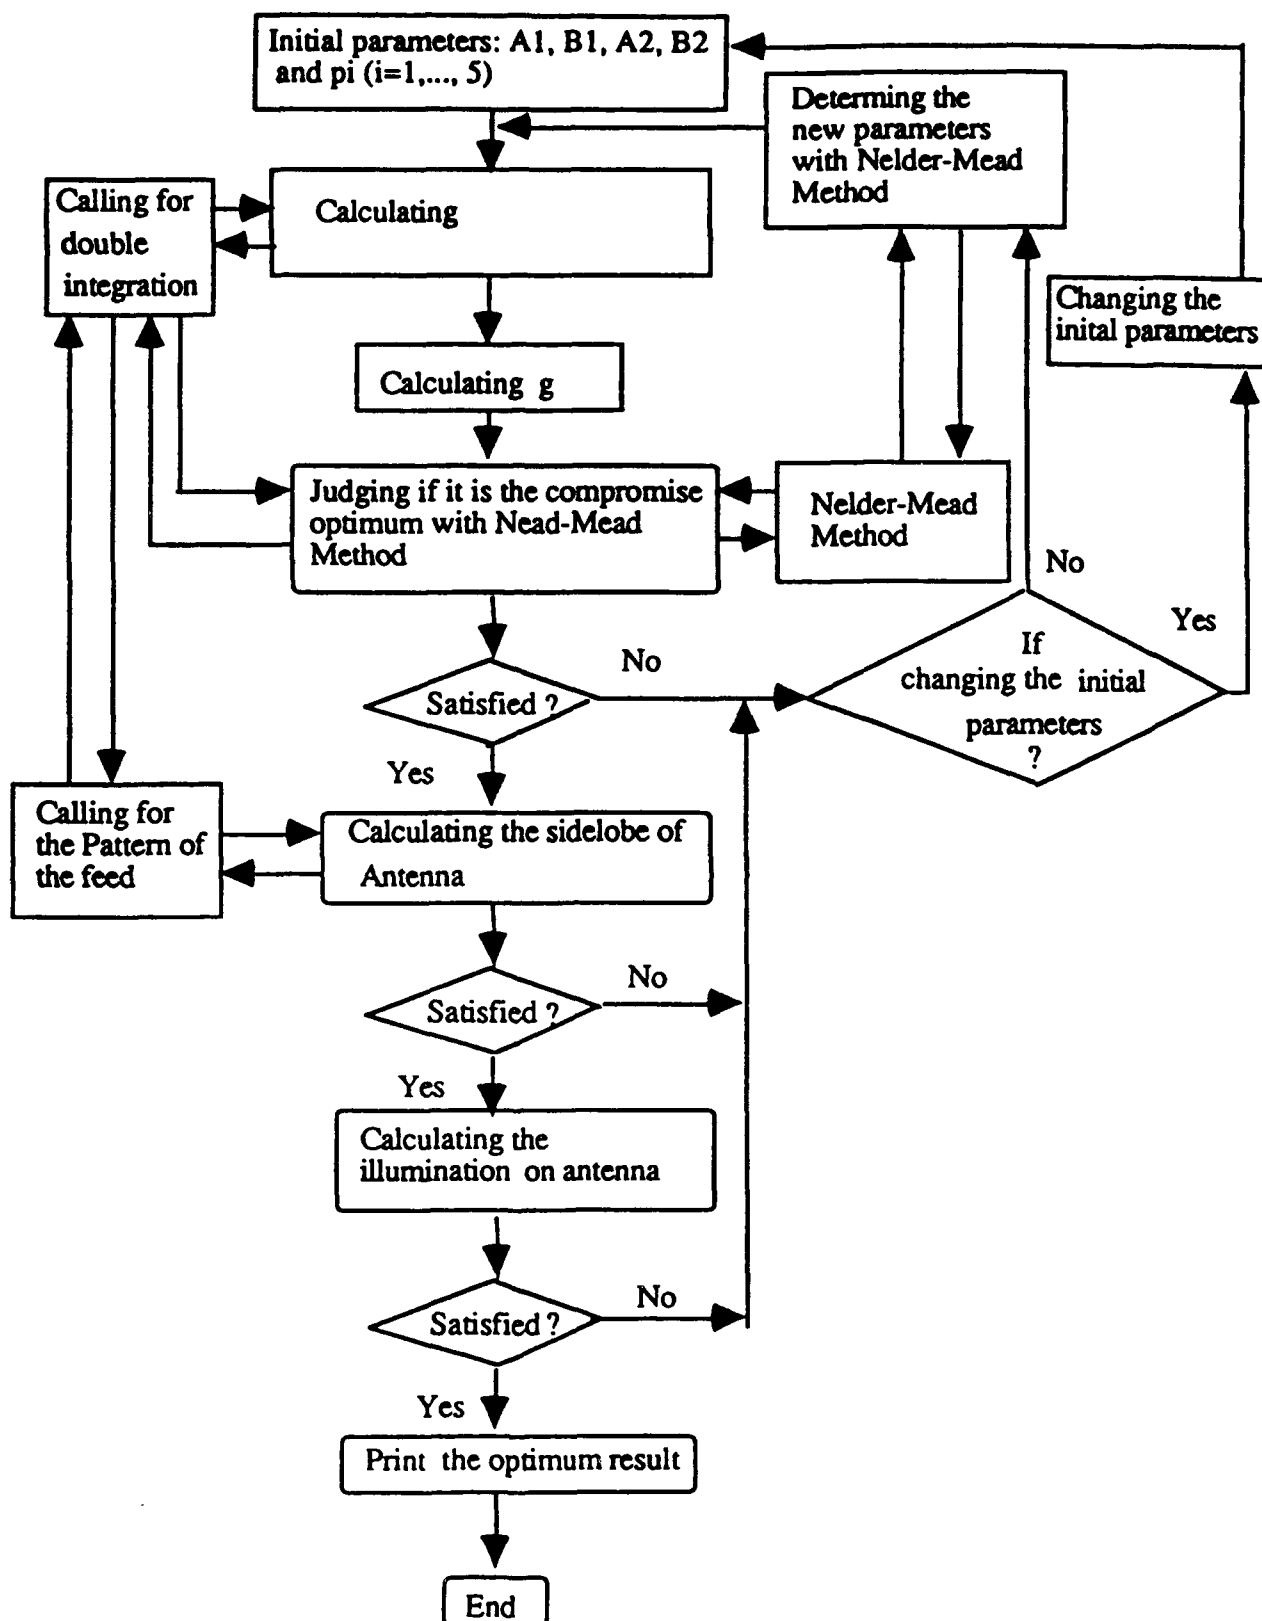 Initial parameters: A1, B1, A2, B2
and pi (i=1,..., 5)
Determing the
new parameters
with Nelder-Mead
Method
Calling for
double
integration
Calculating
Changing the
inital parameters
Calculating g
Judging if it is the compromise
optimum with Nead-Mead
Method
Nelder-Mead
Method
No
Yes
If
changing the initial
parameters
?
No
Satisfied ?
Yes
Calling for
the Pattern of
the feed
Calculating the sidelobe of
Antenna
No
Satisfied ?
Yes
Calculating the
illumination on antenna
No
Satisfied ?
Yes
Print the optimum result
End